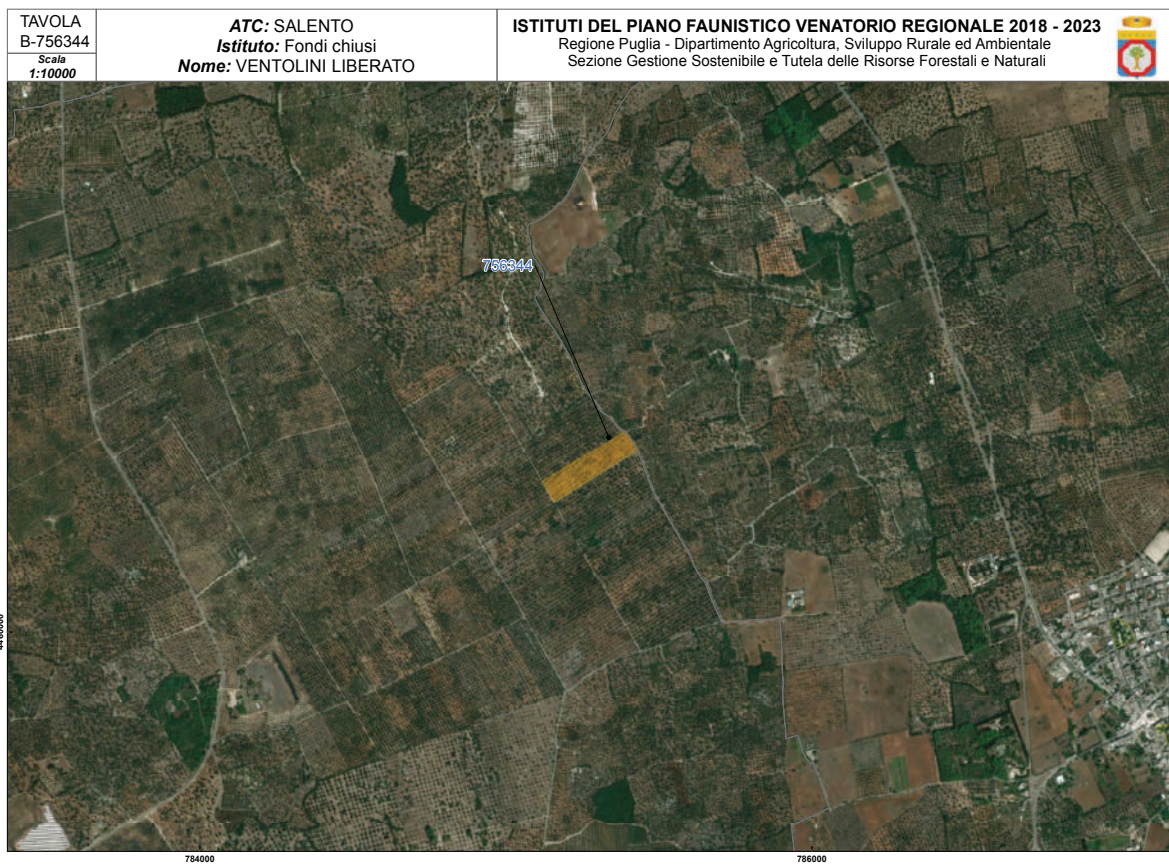 TAVOLA
B-756344
Scala
1:10000
ATC: SALENTO
Istituto: Fondi chiusi
Nome: VENTOLINI LIBERATO
ISTITUTI DEL PIANO FAUNISTICO VENATORIO REGIONALE 2018 - 2023
Regione Puglia - Dipartimento Agricoltura, Sviluppo Rurale ed Ambientale
Sezione Gestione Sostenibile e Tutela delle Risorse Forestali e Naturali
756344
784000
786000